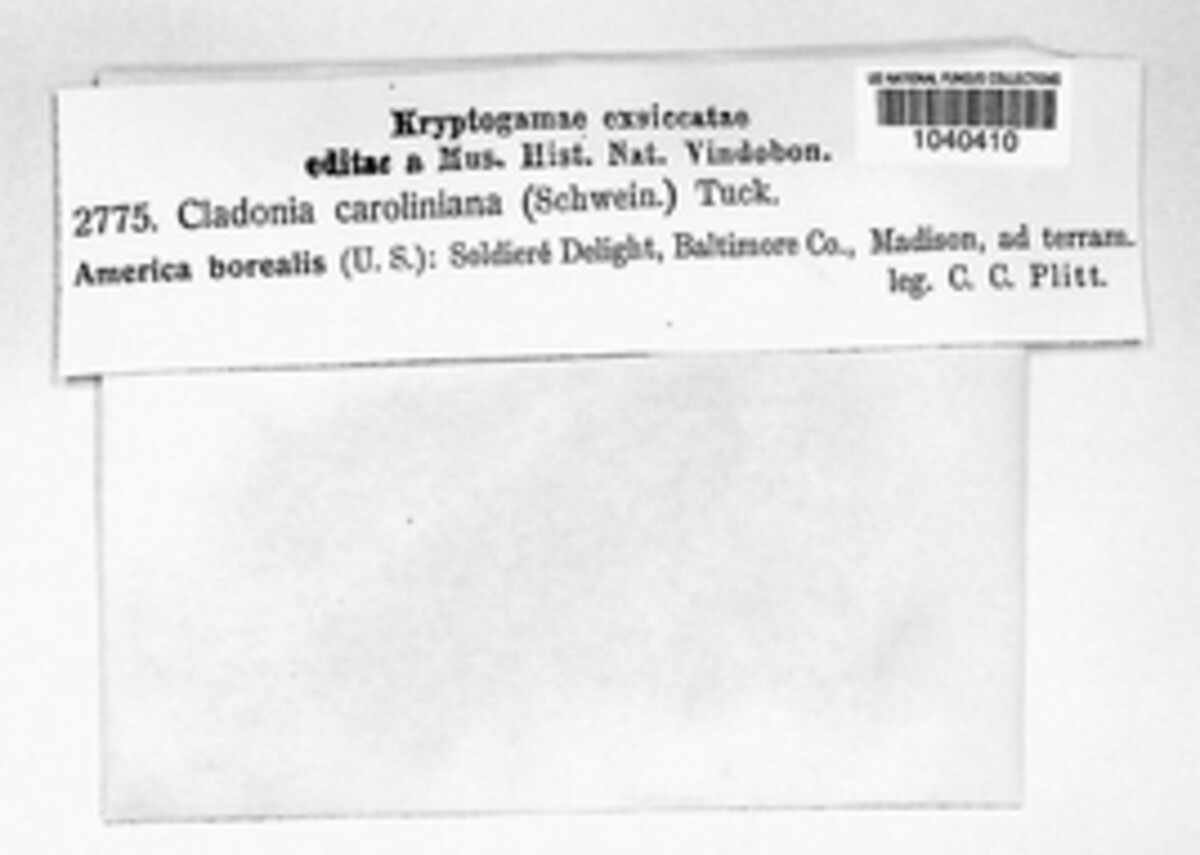 US NATIONAL FUNGUS COLLECTIONS
1040410
Kryptogamae exsiccatae
editae a Mus. Hist. Nat. Vindobon.
2775. Cladonia caroliniana (Schwein.) Tuck.
America borealis (U. S.): Soldieré Delight, Baltimore Co., Madison, ad terram.
leg. C. C. Plitt.